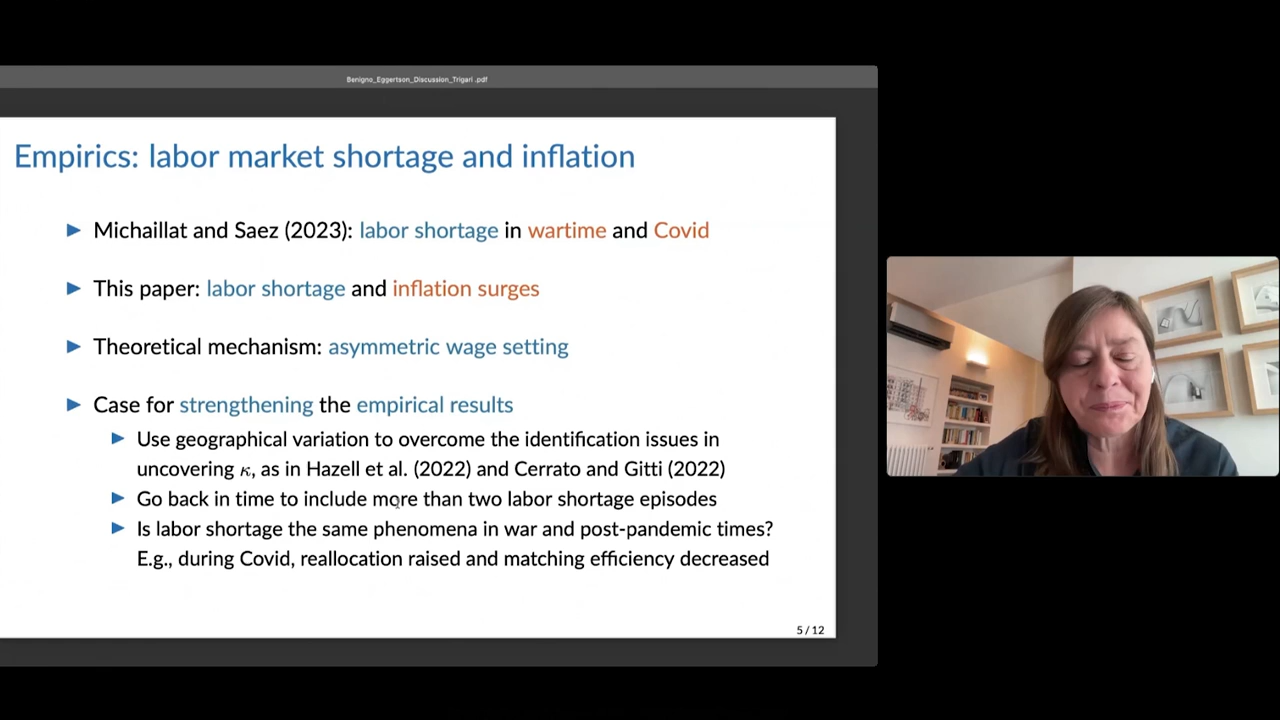 Benigno_Eggertson_Discussion_Trigari .pdf
Empirics: labor market shortage and inflation
Michaillat and Saez (2023): labor shortage in wartime and Covid
This paper: labor shortage and inflation surges
Theoretical mechanism: asymmetric wage setting
Case for strengthening the empirical results
Use geographical variation to overcome the identification issues in
uncovering κ, as in Hazell et al. (2022) and Cerrato and Gitti (2022)
Go back in time to include more than two labor shortage episodes
Is labor shortage the same phenomena in war and post-pandemic times?
E.g., during Covid, reallocation raised and matching efficiency decreased
5 / 12